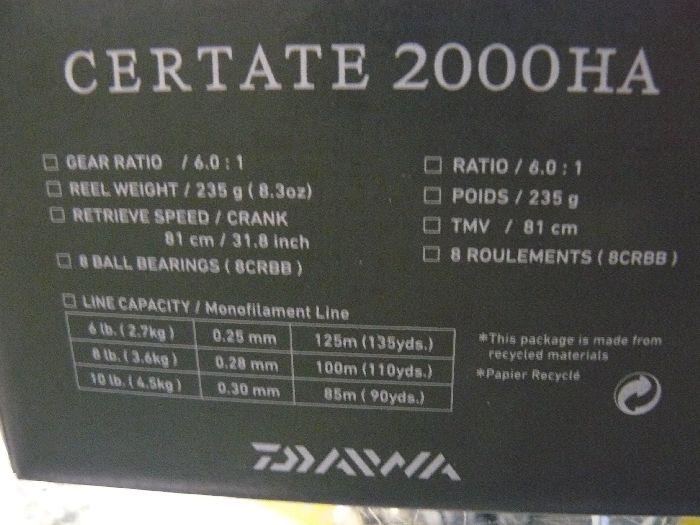 CERTATE 2000HA
GEAR RATIO / 6.0 : 1
REEL WEIGHT / 235 g ( 8.3oz)
RETRIEVE SPEED / CRANK
81 cm / 31.8 inch
8 BALL BEARINGS ( 8CRBB )
RATIO / 6.0 : 1
POIDS / 235 g
TMV / 81 cm
8 ROULEMENTS ( 8CRBB )
LINE CAPACITY / Monofilament Line
6 lb. ( 2.7kg ) 0.25 mm 125m (135yds.)
8 lb. ( 3.6kg ) 0.28 mm 100m (110yds.)
10 lb. ( 4.5kg ) 0.30 mm 85m ( 90yds.)
*This package is made from
recycled materials
*Papier Recyclé
DAIWA